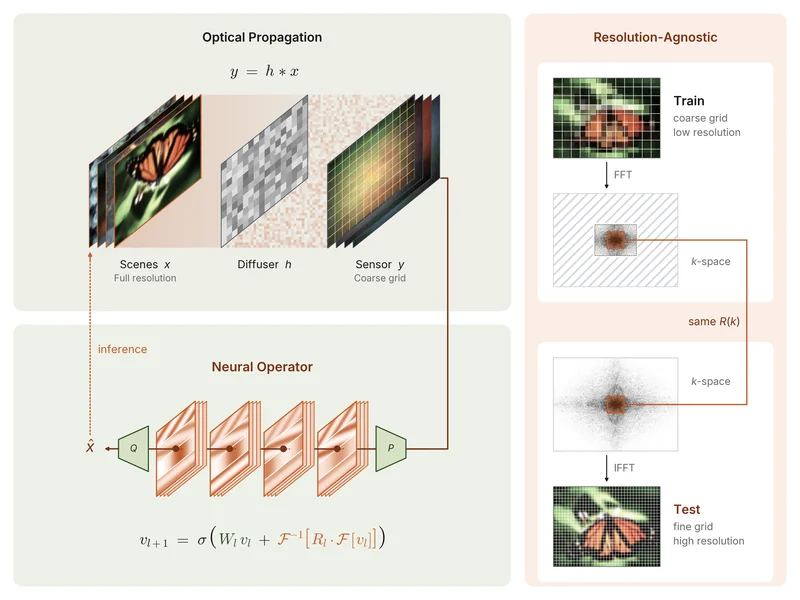 Optical Propagation
y = h ∗ x
Scenes x
Full resolution
Diffuser h
Sensor y
Coarse grid
inference
Neural Operator
x̂
Q
P
v_{l+1} = σ(W_l v_l + ℱ⁻¹[R_l · ℱ[v_l]])
Resolution-Agnostic
Train
coarse grid
low resolution
FFT
k-space
same R(k)
k-space
IFFT
Test
fine grid
high resolution